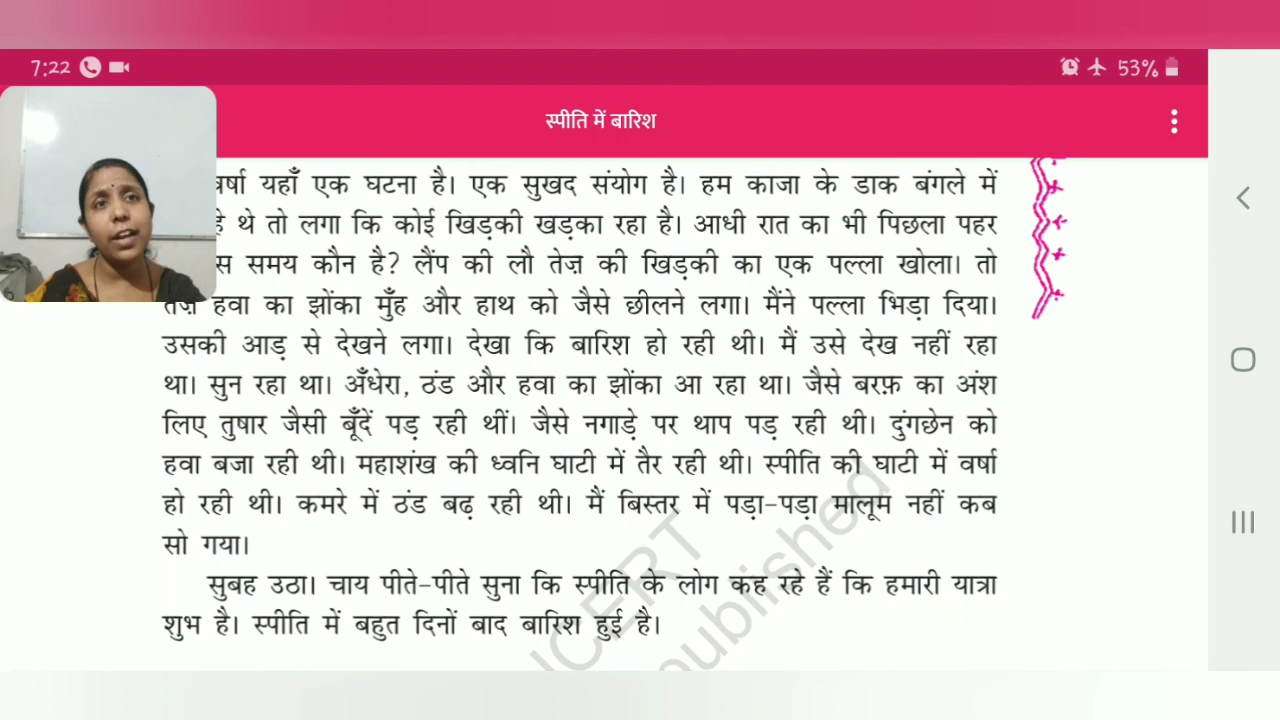 7:22
53%
स्पीति में बारिश
वर्षा यहाँ एक घटना है। एक सुखद संयोग है। हम काजा के डाक बंगले में
थे तो लगा कि कोई खिड़की खड़का रहा है। आधी रात का भी पिछला पहर
समय कौन है? लैंप की लौ तेज़ की खिड़की का एक पल्ला खोला। तो
तेज़ हवा का झोंका मुँह और हाथ को जैसे छीलने लगा। मैंने पल्ला भिड़ा दिया।
उसकी आड़ से देखने लगा। देखा कि बारिश हो रही थी। मैं उसे देख नहीं रहा
था। सुन रहा था। अँधेरा, ठंड और हवा का झोंका आ रहा था। जैसे बरफ़ का अंश
लिए तुषार जैसी बूँदें पड़ रही थीं। जैसे नगाड़े पर थाप पड़ रही थी। दुंगछेन को
हवा बजा रही थी। महाशंख की ध्वनि घाटी में तैर रही थी। स्पीति की घाटी में वर्षा
हो रही थी। कमरे में ठंड बढ़ रही थी। मैं बिस्तर में पड़ा-पड़ा मालूम नहीं कब
सो गया।
सुबह उठा। चाय पीते-पीते सुना कि स्पीति के लोग कह रहे हैं कि हमारी यात्रा
शुभ है। स्पीति में बहुत दिनों बाद बारिश हुई है।
NCERT
published